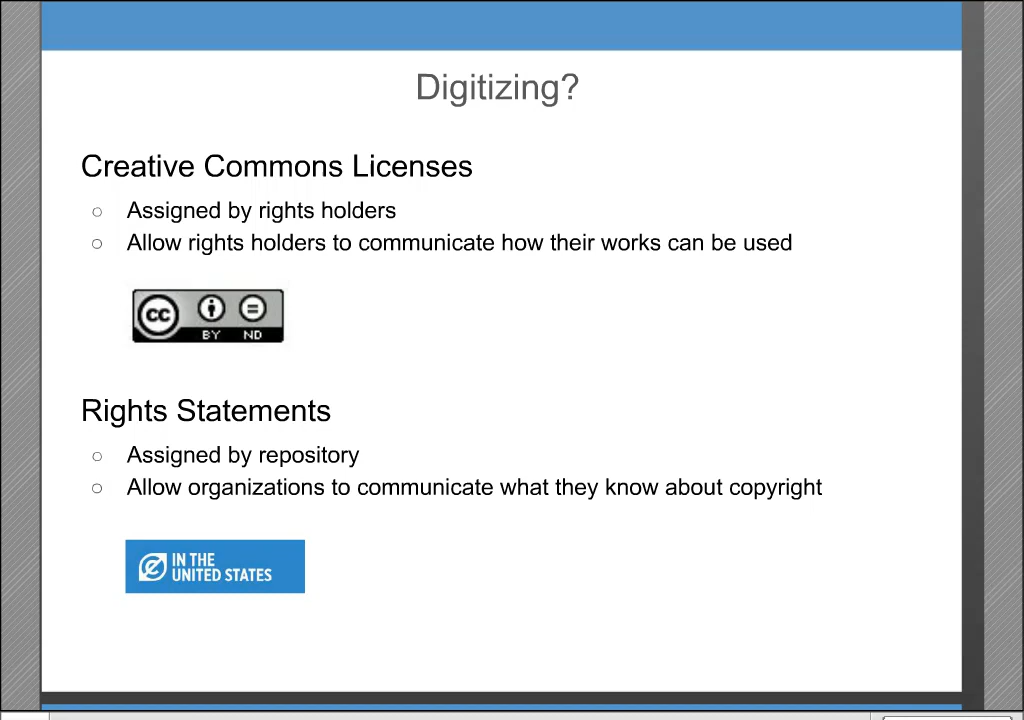 Digitizing?
Creative Commons Licenses
○ Assigned by rights holders
○ Allow rights holders to communicate how their works can be used
cc
BY ND
Rights Statements
○ Assigned by repository
○ Allow organizations to communicate what they know about copyright
IN THE
UNITED STATES